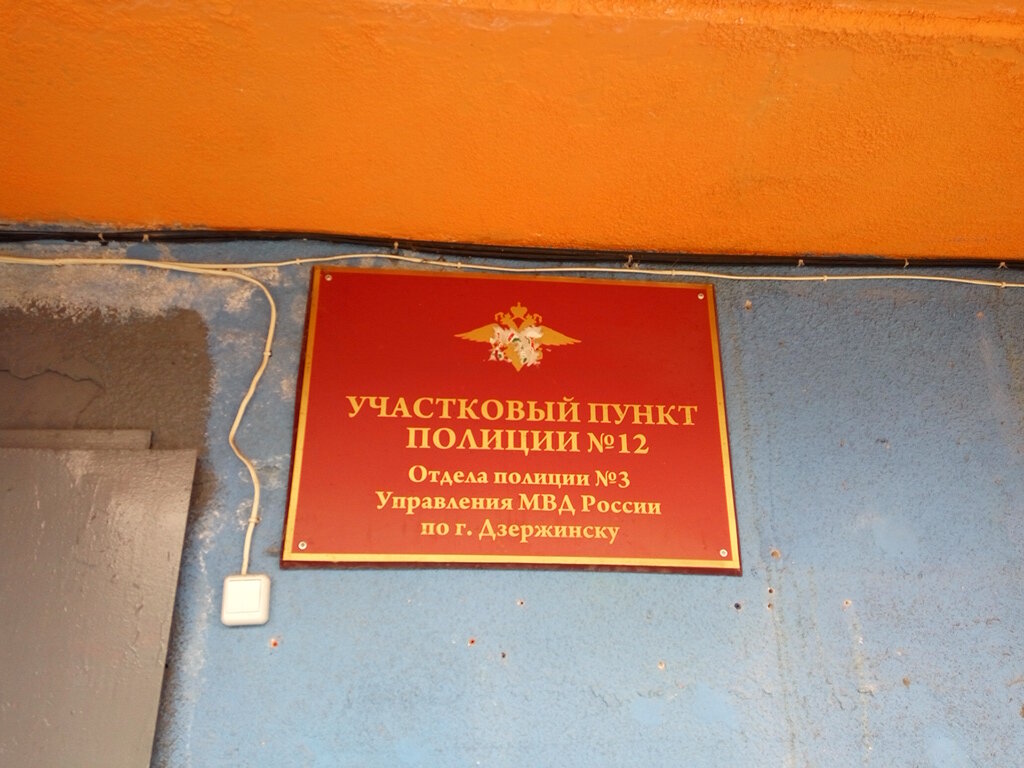 УЧАСТКОВЫЙ ПУНКТ
ПОЛИЦИИ №12
Отдела полиции №3
Управления МВД России
по г. Дзержинску